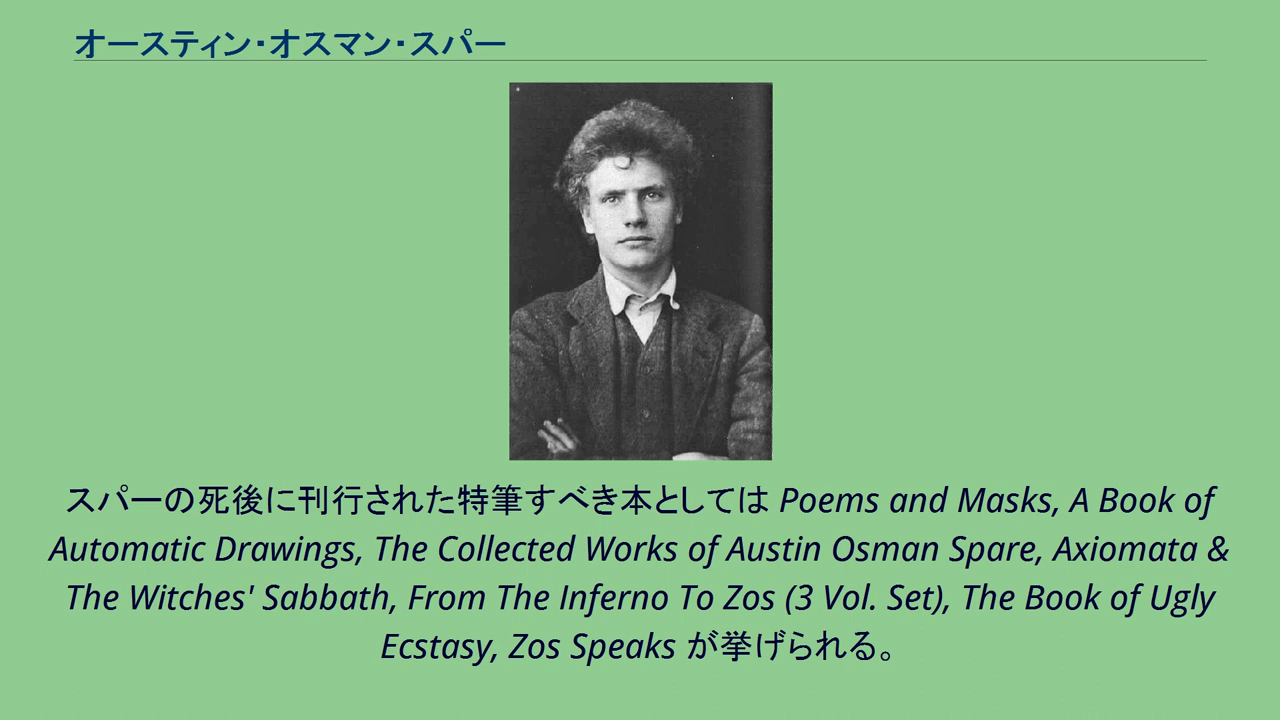 オースティン・オスマン・スパー
スパーの死後に刊行された特筆すべき本としては Poems and Masks, A Book of
Automatic Drawings, The Collected Works of Austin Osman Spare, Axiomata &
The Witches' Sabbath, From The Inferno To Zos (3 Vol. Set), The Book of Ugly
Ecstasy, Zos Speaks が挙げられる。